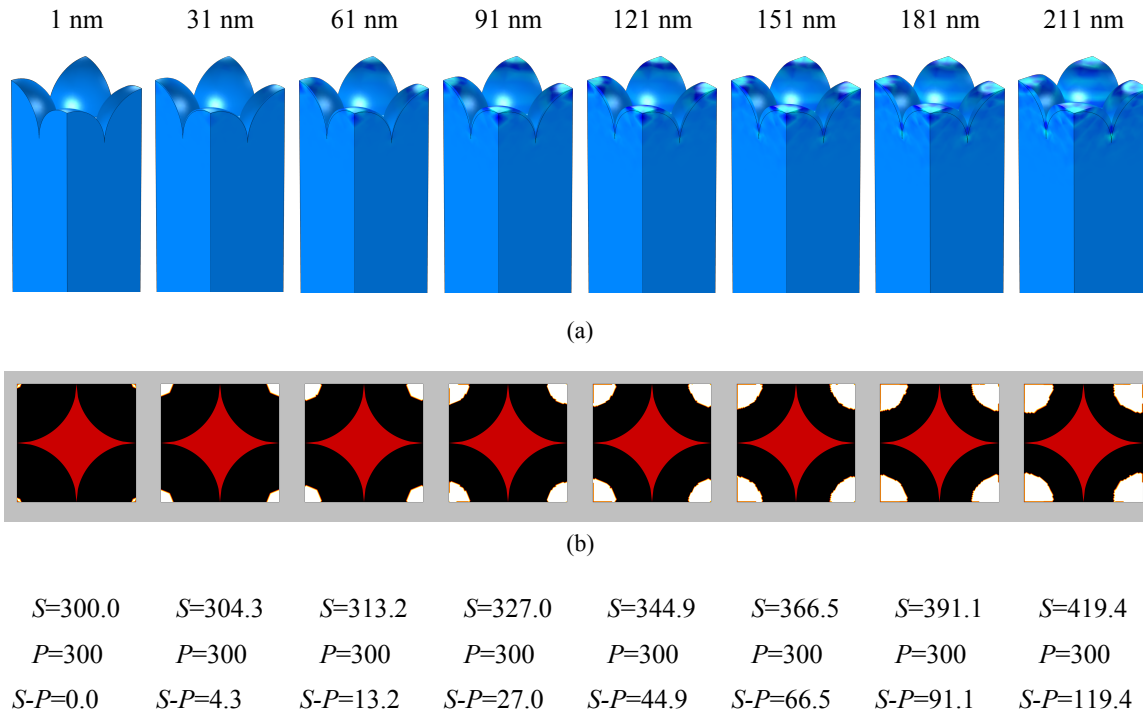 1 nm 31 nm 61 nm 91 nm 121 nm 151 nm 181 nm 211 nm
(a)
(b)
S=300.0 S=304.3 S=313.2 S=327.0 S=344.9 S=366.5 S=391.1 S=419.4
P=300 P=300 P=300 P=300 P=300 P=300 P=300 P=300
S-P=0.0 S-P=4.3 S-P=13.2 S-P=27.0 S-P=44.9 S-P=66.5 S-P=91.1 S-P=119.4